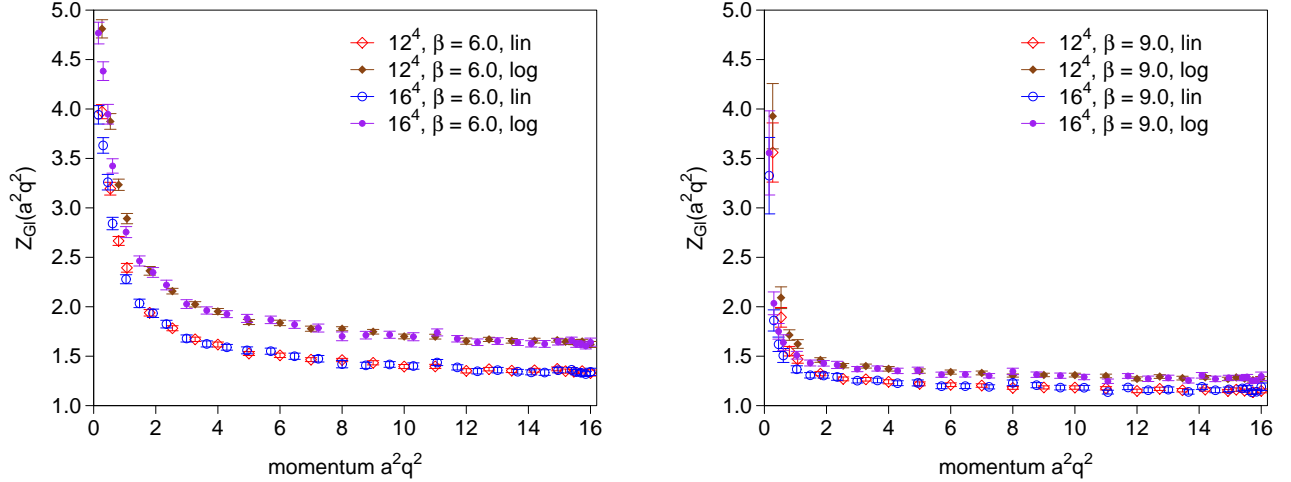 5.0
4.5
4.0
3.5
3.0
2.5
2.0
1.5
1.0
Z_Gl(a²q²)
12⁴, β = 6.0, lin
12⁴, β = 6.0, log
16⁴, β = 6.0, lin
16⁴, β = 6.0, log
0 2 4 6 8 10 12 14 16
momentum a²q²
5.0
4.5
4.0
3.5
3.0
2.5
2.0
1.5
1.0
Z_Gl(a²q²)
12⁴, β = 9.0, lin
12⁴, β = 9.0, log
16⁴, β = 9.0, lin
16⁴, β = 9.0, log
0 2 4 6 8 10 12 14 16
momentum a²q²